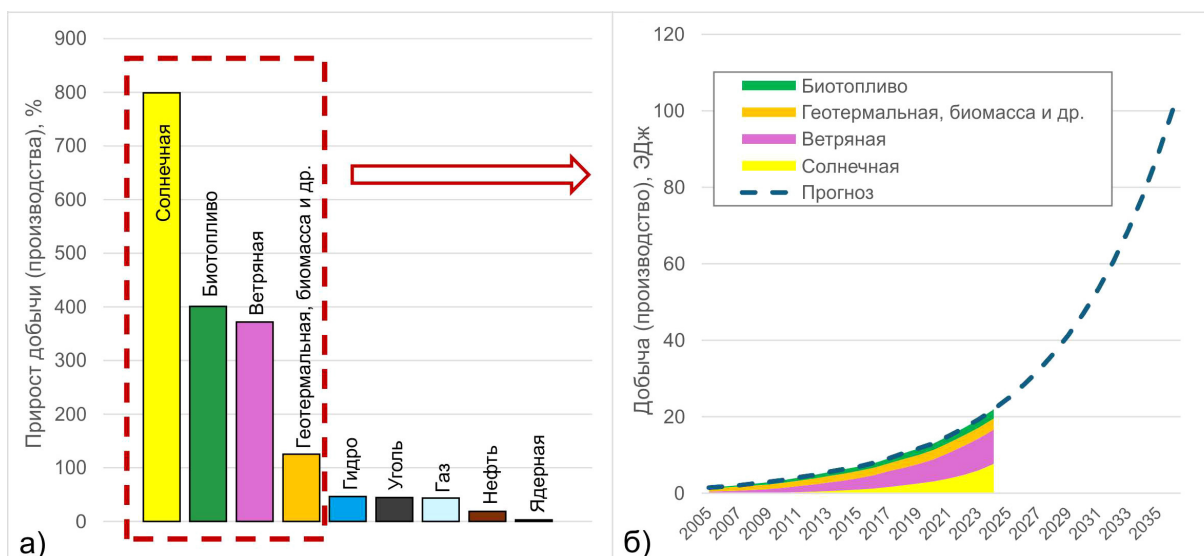 Прирост добычи (производства), %
900
800
700
600
500
400
300
200
100
0
Солнечная
Биотопливо
Ветряная
Геотермальная, биомасса и др.
Гидро
Уголь
Газ
Нефть
Ядерная
а)
Добыча (производство), ЭДж
120
100
80
60
40
20
0
Биотопливо
Геотермальная, биомасса и др.
Ветряная
Солнечная
Прогноз
2005
2007
2009
2011
2013
2015
2017
2019
2021
2023
2025
2027
2029
2031
2033
2035
б)